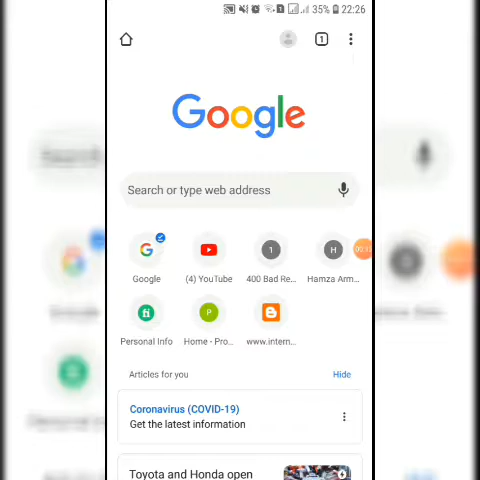 35% 22:26
1
Google
Search or type web address
1
H
Google
(4) YouTube
400 Bad Re...
Hamza Arm...
P
Personal Info
Home - Pro...
www.intern...
Articles for you
Hide
Coronavirus (COVID-19)
Get the latest information
Toyota and Honda open